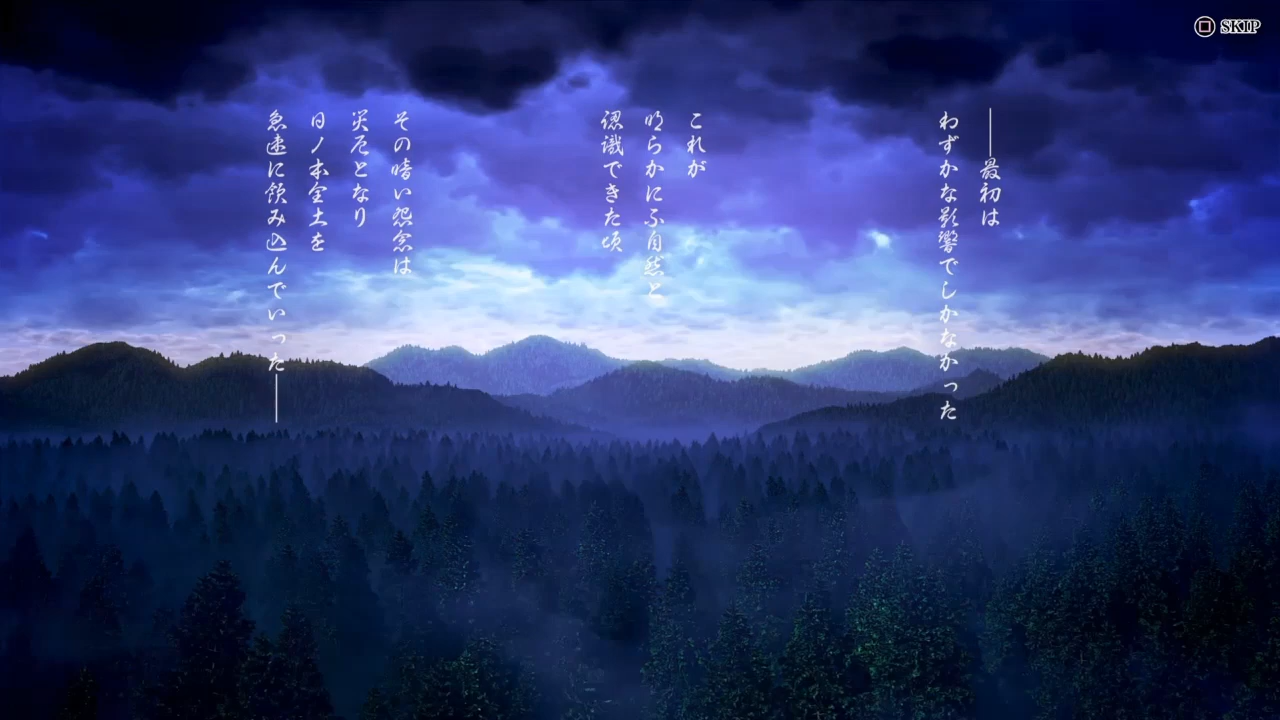 ――最初は
わずかな影響でしかなかった
これが
明らかにふ自然と
認識できた頃
その暗い怨念は
災厄となり
日ノ本全土を
急速に飲み込んでいった――
SKIP